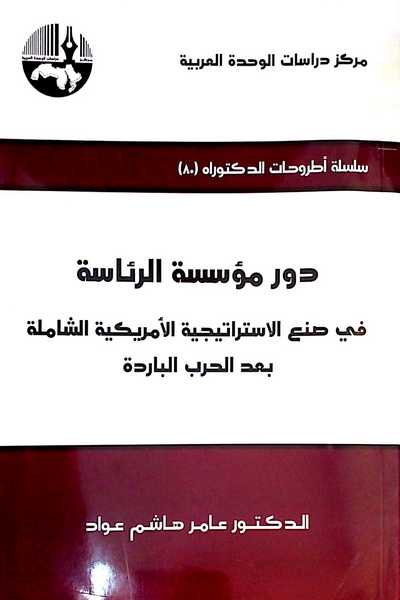 مركز دراسات الوحدة العربية
سلسلة أطروحات الدكتوراه (٨٠)
دور مؤسسة الرئاسة
في صنع الاستراتيجية الأمريكية الشاملة
بعد الحرب الباردة
الدكتور عامر هاشم عواد